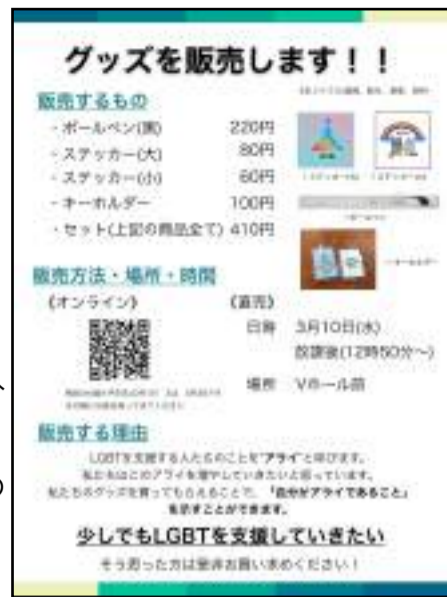 グッズを販売します！！
販売するもの
・ボールペン(黒) 220円
・ステッカー(大) 80円
・ステッカー(小) 60円
・キーホルダー 100円
・セット(上記の商品全て) 410円
販売方法・場所・時間
《オンライン》 《直売》
日時 3月10日(水)
放課後(12時50分〜)
場所 Vホール前
販売する理由
LGBTを支援する人たちのことを"アライ"と呼びます。
私たちはこのアライを増やしていきたいと思っています。
私たちのグッズを買ってもらえることで、「自分がアライであること」
を示すことができます。
少しでもLGBTを支援していきたい
そう思った方は是非お買い求めください！